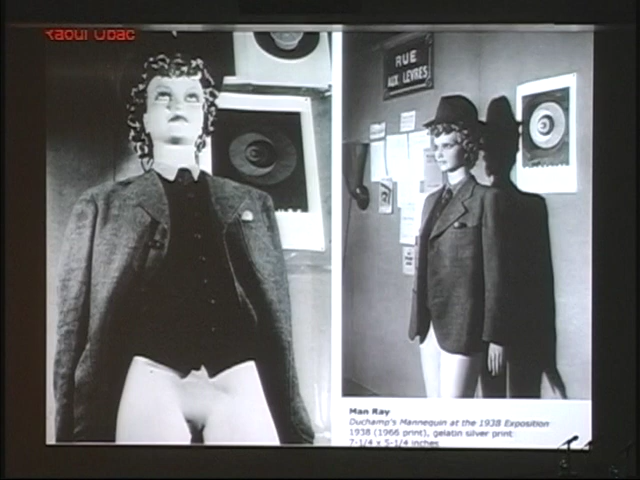 Raoul Ubac
RUE
AUX LEVRES
Man Ray
Duchamp's Mannequin at the 1938 Exposition
1938 (1966 print), gelatin silver print:
7-1/4 x 5-1/4 inches